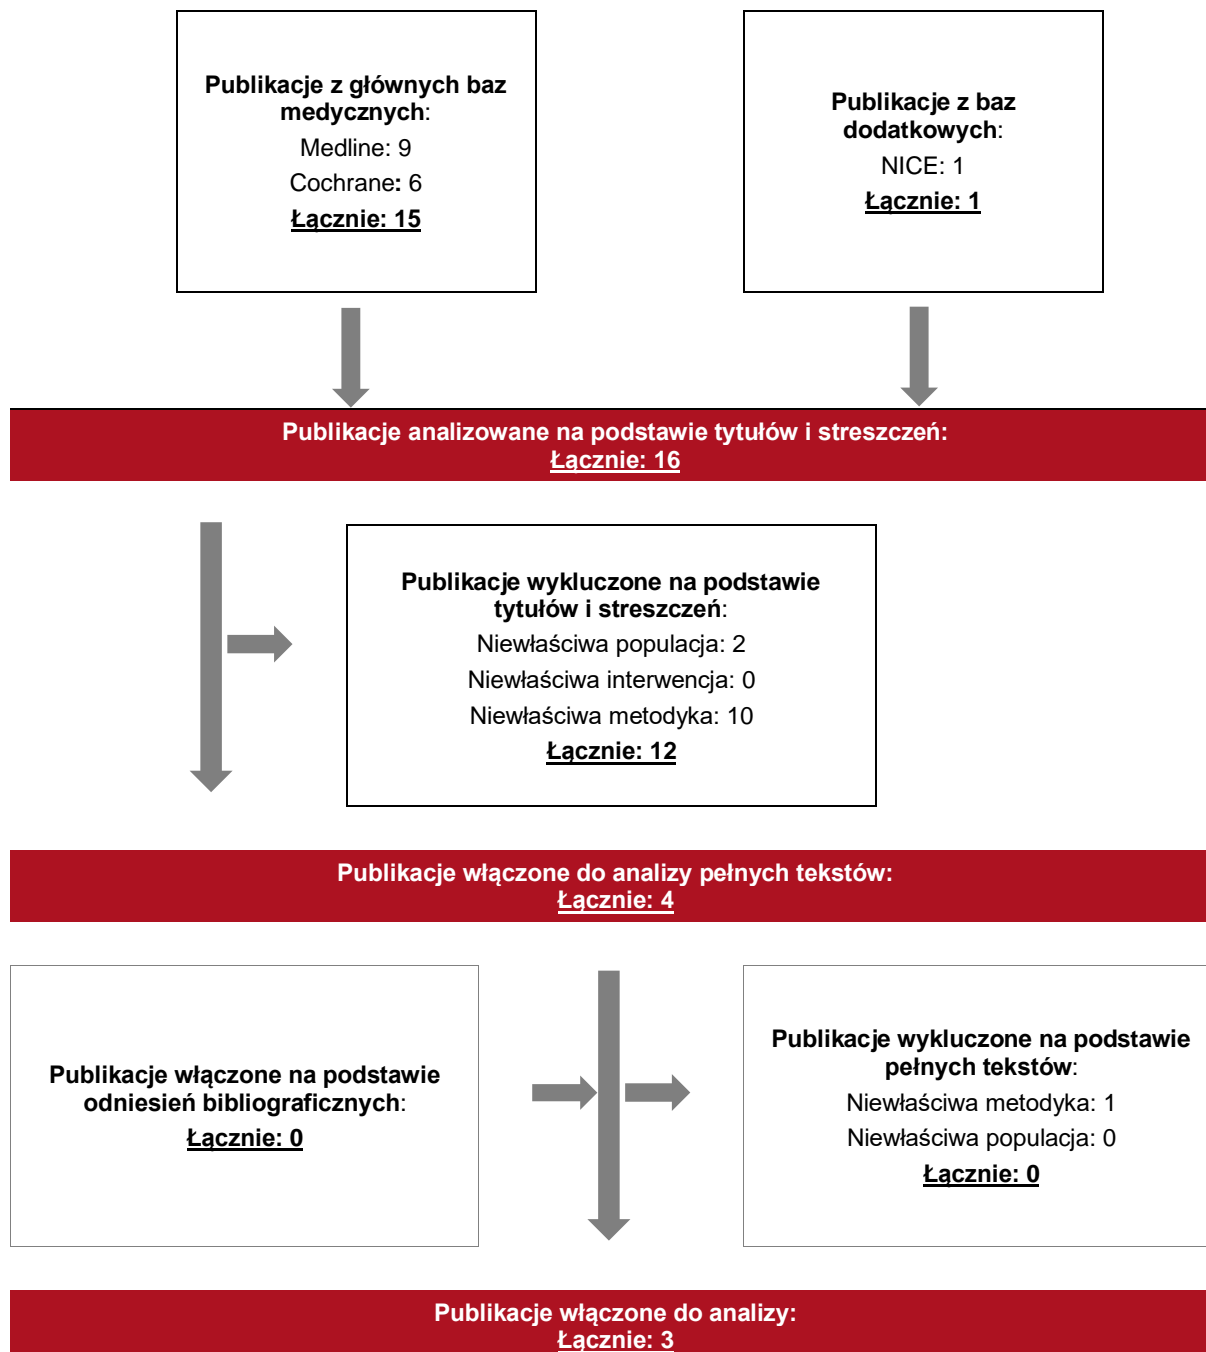 Publikacje z głównych baz
medycznych:
Medline: 9
Cochrane: 6
Łącznie: 15
Publikacje z baz
dodatkowych:
NICE: 1
Łącznie: 1
Publikacje analizowane na podstawie tytułów i streszczeń:
Łącznie: 16
Publikacje wykluczone na podstawie
tytułów i streszczeń:
Niewłaściwa populacja: 2
Niewłaściwa interwencja: 0
Niewłaściwa metodyka: 10
Łącznie: 12
Publikacje włączone do analizy pełnych tekstów:
Łącznie: 4
Publikacje włączone na podstawie
odniesień bibliograficznych:
Łącznie: 0
Publikacje wykluczone na podstawie
pełnych tekstów:
Niewłaściwa metodyka: 1
Niewłaściwa populacja: 0
Łącznie: 0
Publikacje włączone do analizy:
Łącznie: 3